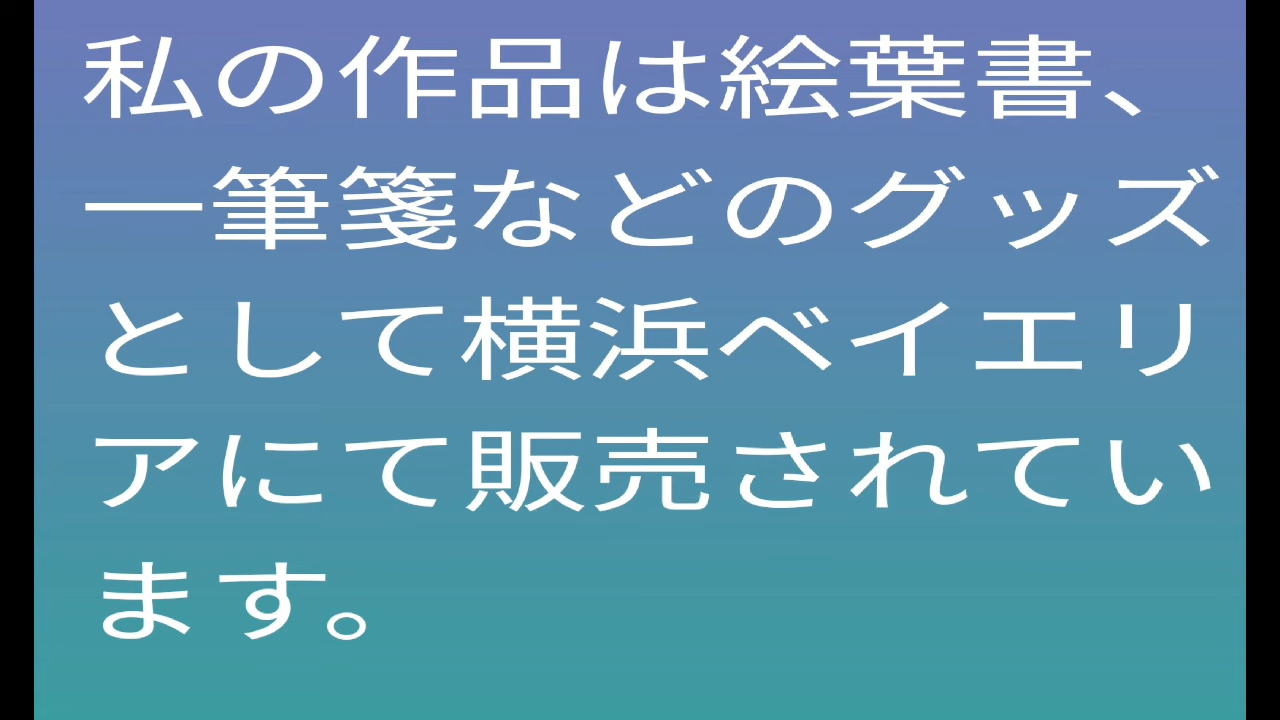 私の作品は絵葉書、
一筆箋などのグッズ
として横浜ベイエリ
アにて販売されてい
ます。